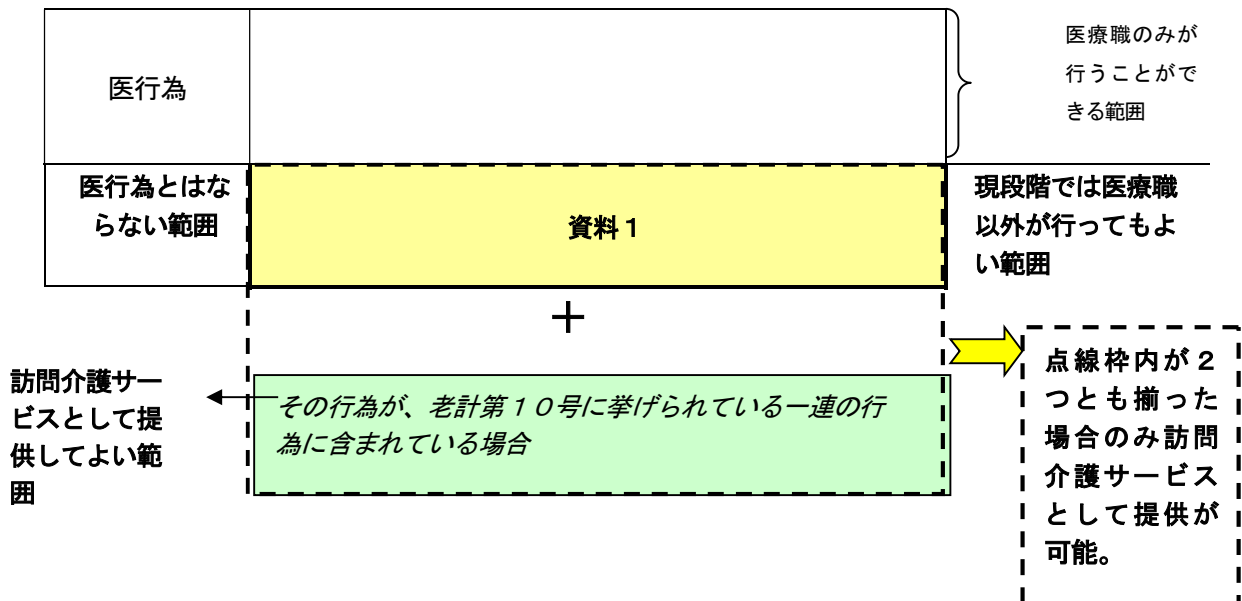 医行為
医療職のみが
行うことがで
きる範囲
医行為とはな
らない範囲
資料1
現段階では医療職
以外が行ってもよ
い範囲
+
訪問介護サー
ビスとして提
供してよい範
囲
その行為が、老計第10号に挙げられている一連の行
為に含まれている場合
点線枠内が2
つとも揃った
場合のみ訪問
介護サービス
として提供が
可能。